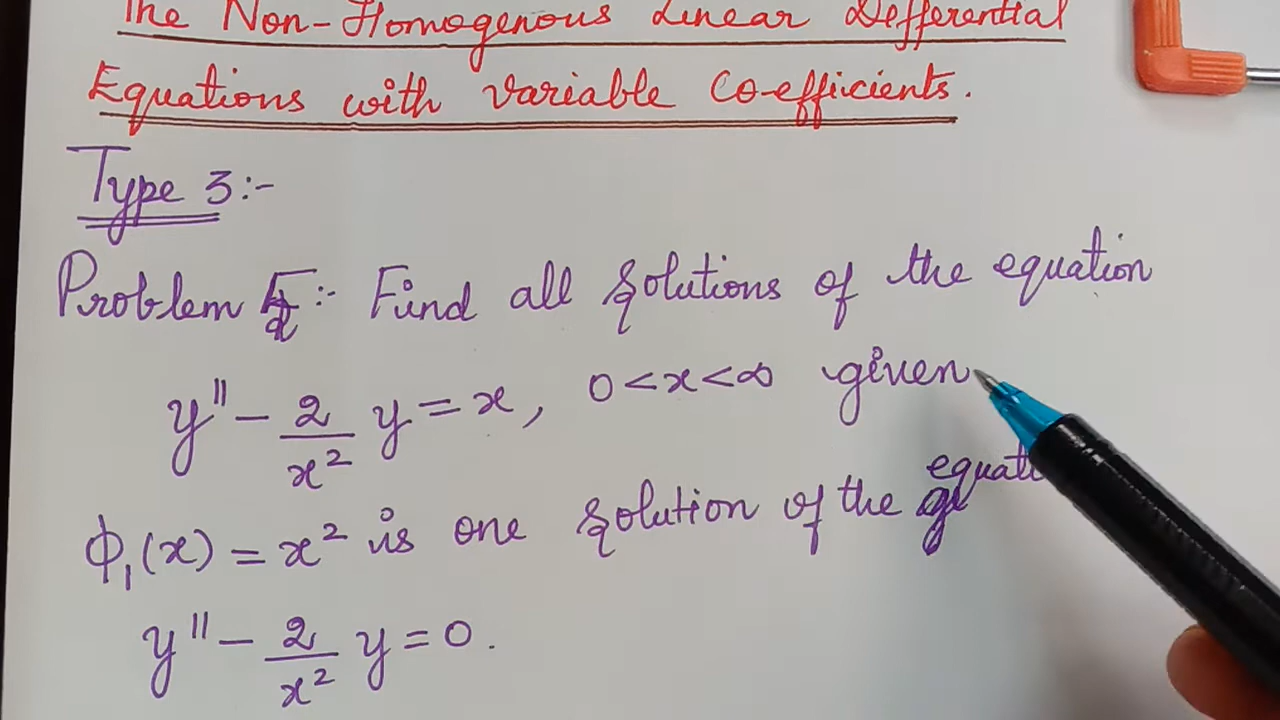 The Non-Homogenous Linear Defferential
Equations with variable Co-efficients.
Type 3:-
Problem :- Find all solutions of the equation
y'' - 2/x² y = x, 0<x<∞ given
equati
ϕ₁(x) = x² is one solution of the
y'' - 2/x² y = 0.